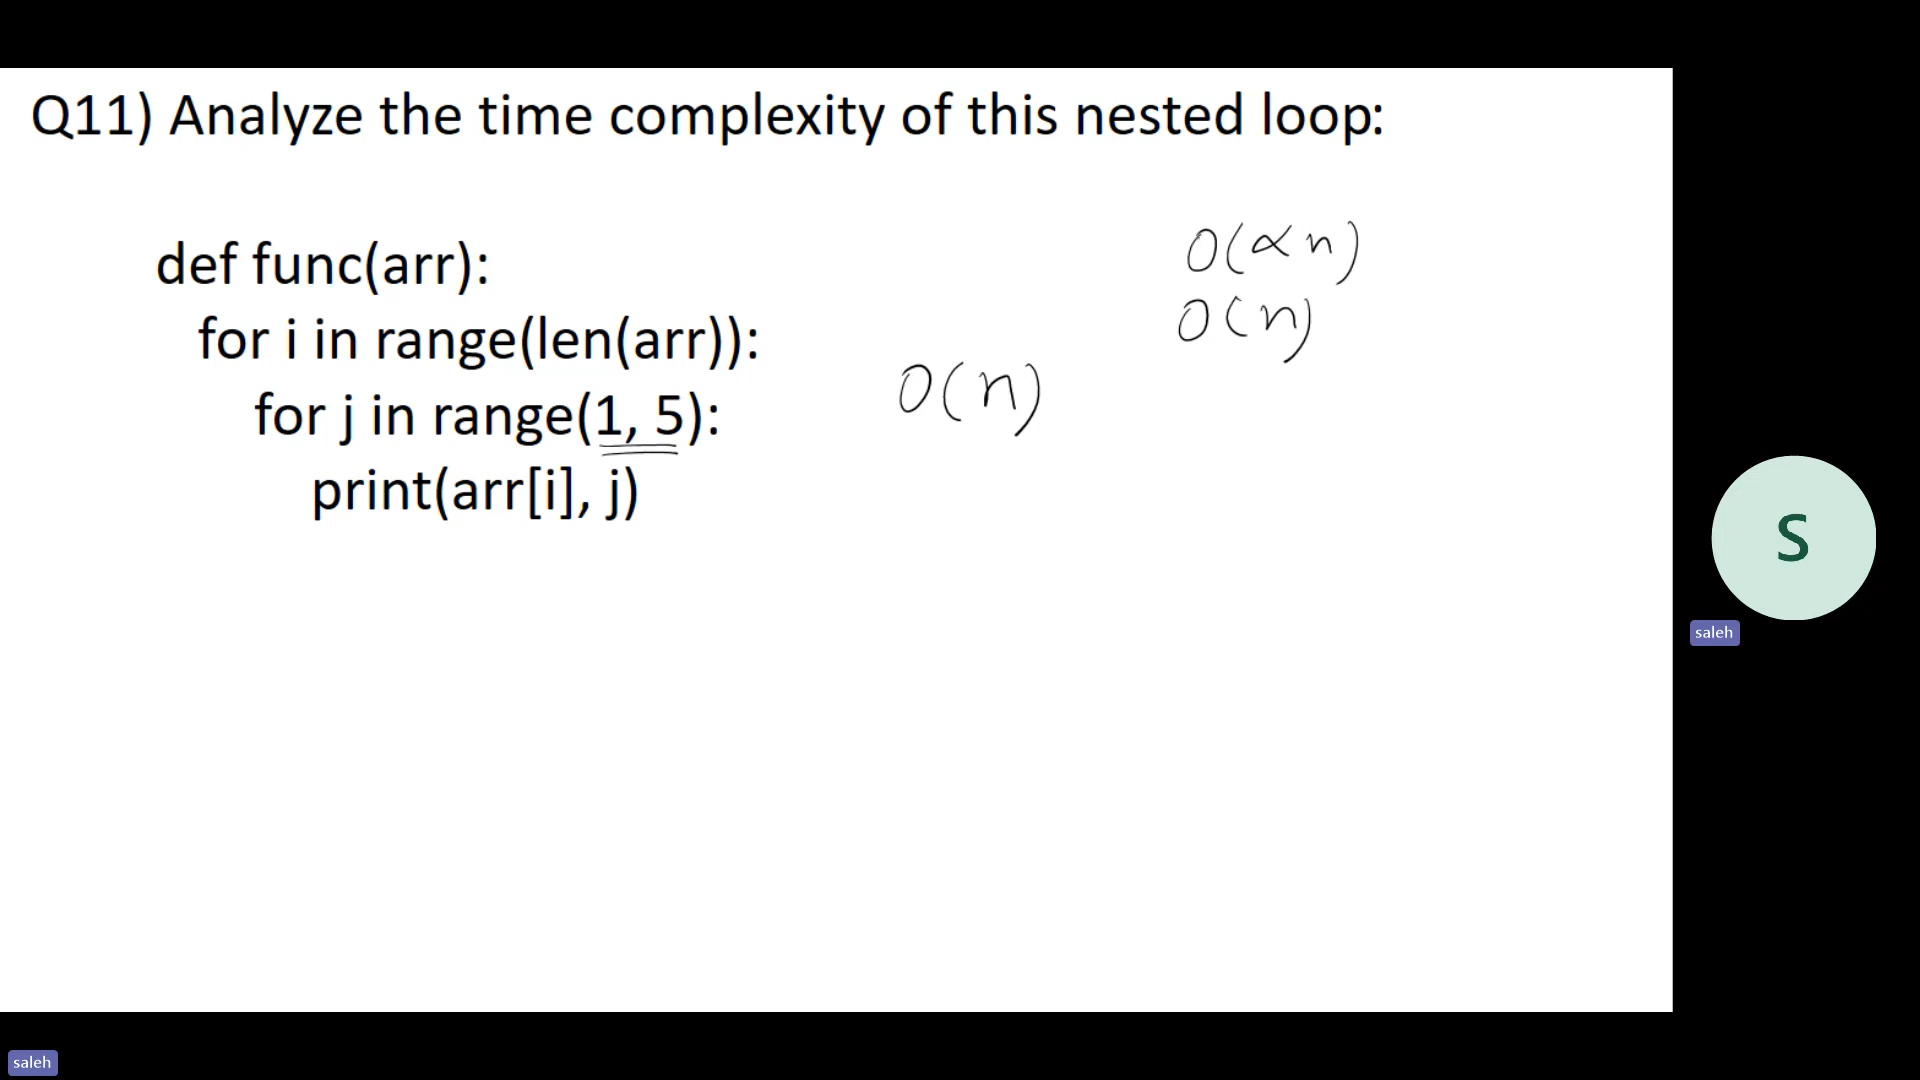 Q11) Analyze the time complexity of this nested loop:
def func(arr):
for i in range(len(arr)):
for j in range(1, 5):
print(arr[i], j)
O(αn)
O(n)
O(n)
S
saleh
saleh